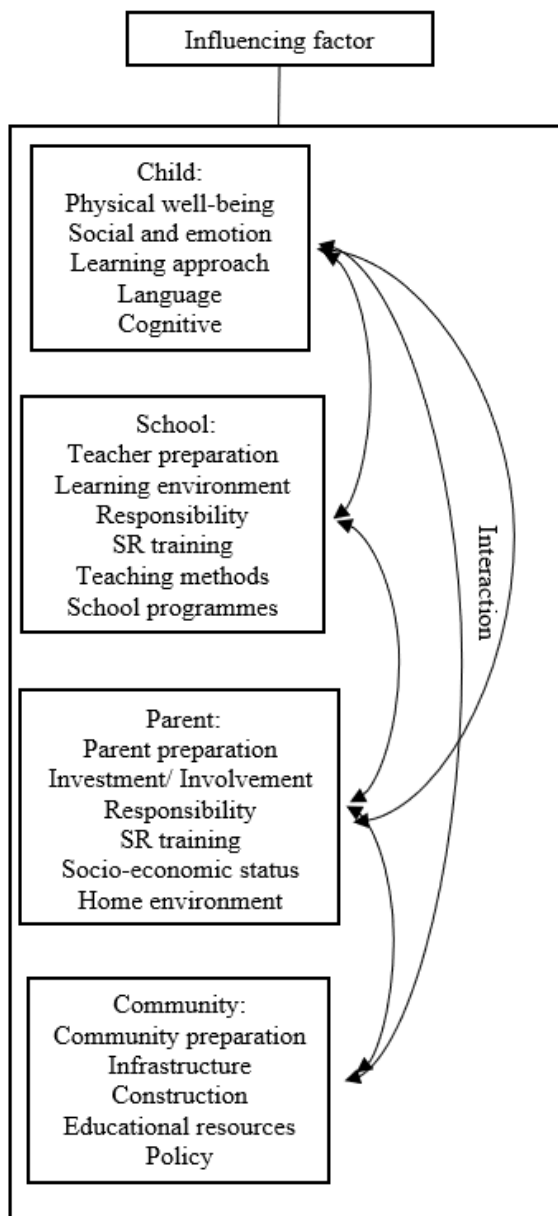 Influencing factor
Child:
Physical well-being
Social and emotion
Learning approach
Language
Cognitive
School:
Teacher preparation
Learning environment
Responsibility
SR training
Teaching methods
School programmes
Interaction
Parent:
Parent preparation
Investment/ Involvement
Responsibility
SR training
Socio-economic status
Home environment
Community:
Community preparation
Infrastructure
Construction
Educational resources
Policy